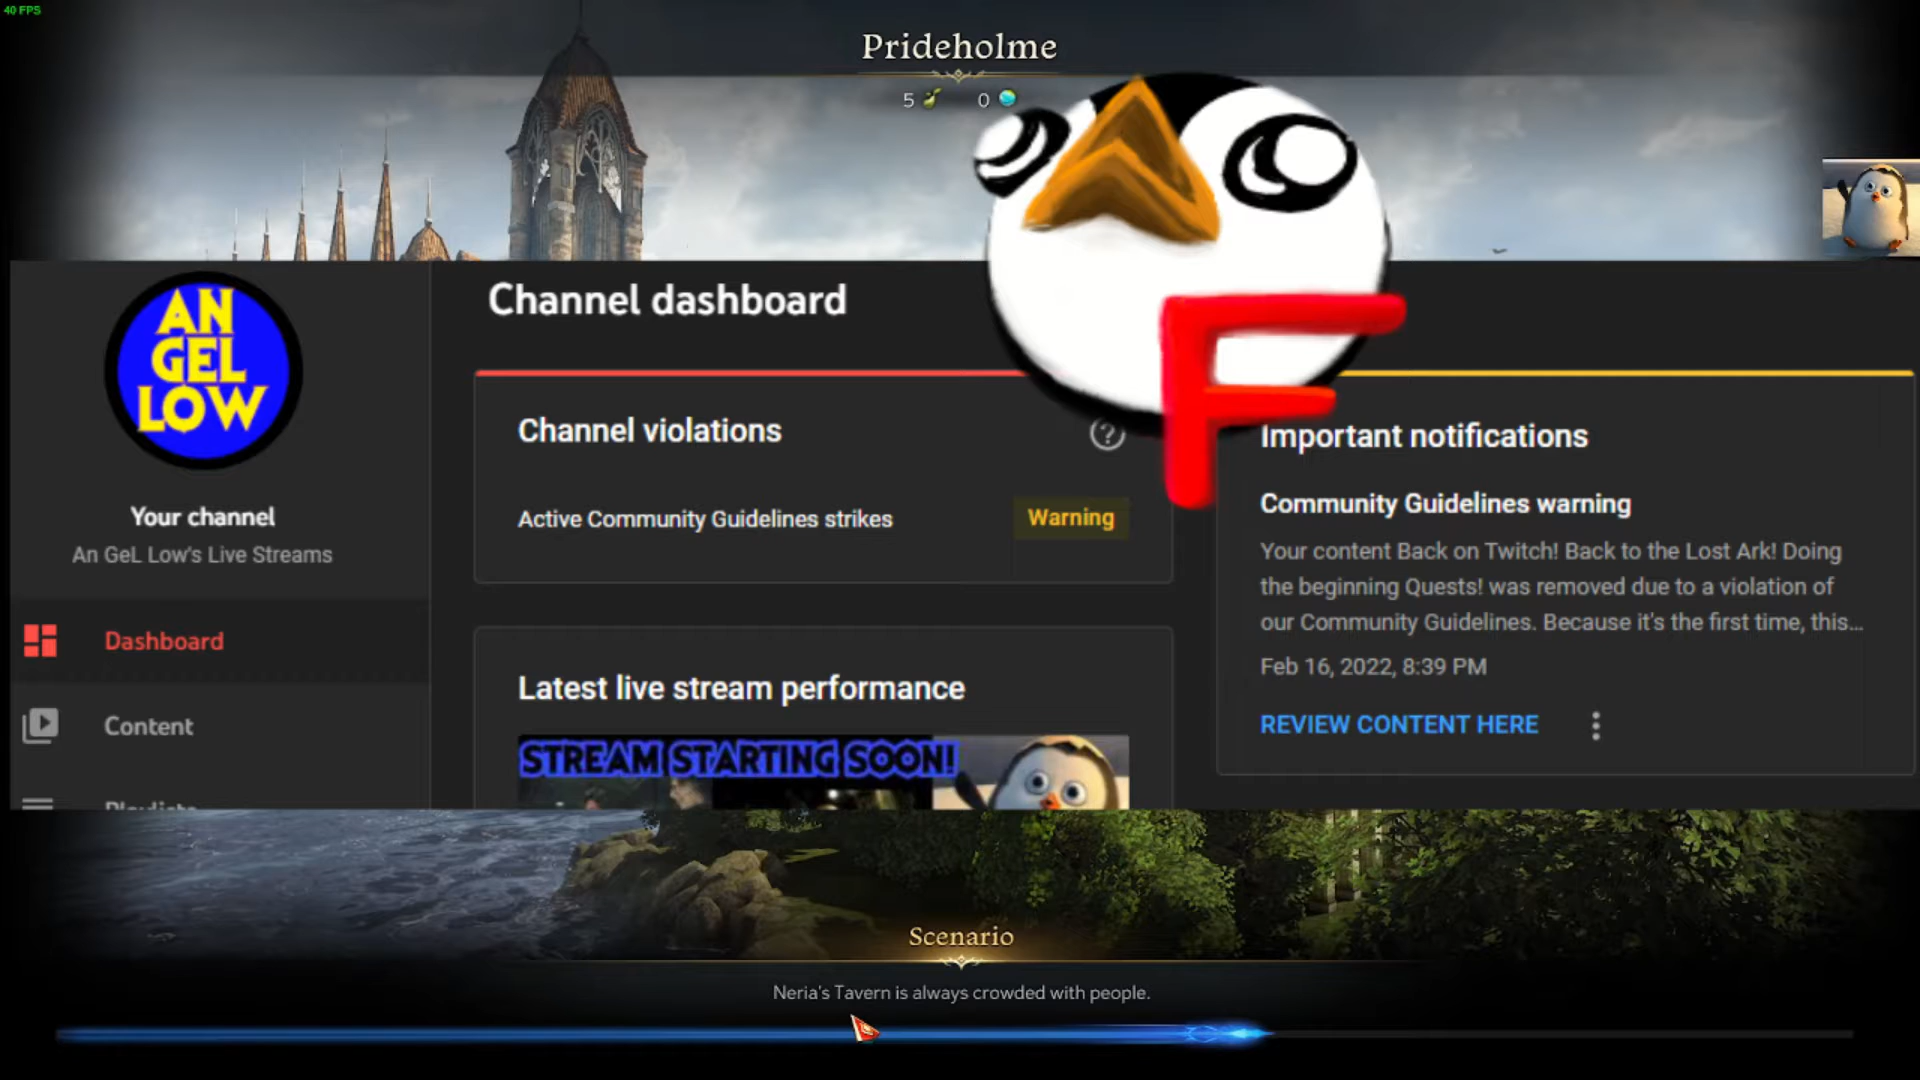 40 FPS
Prideholme
5 0
AN
GEL
LOW
Your channel
An GeL Low's Live Streams
Dashboard
Content
Playlists
Channel dashboard
Channel violations
Active Community Guidelines strikes
Warning
Latest live stream performance
STREAM STARTING SOON!
F
Important notifications
Community Guidelines warning
Your content Back on Twitch! Back to the Lost Ark! Doing
the beginning Quests! was removed due to a violation of
our Community Guidelines. Because it's the first time, this...
Feb 16, 2022, 8:39 PM
REVIEW CONTENT HERE
Scenario
Neria's Tavern is always crowded with people.